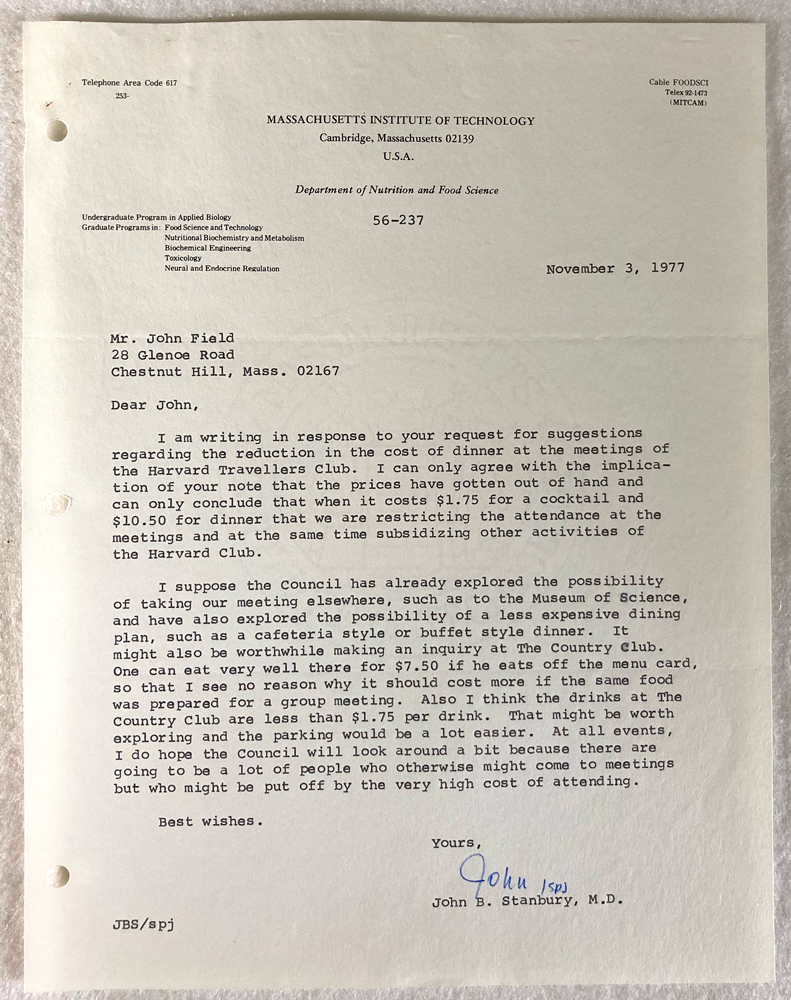 Telephone Area Code 617
253-
Cable FOODSCI
Telex 92-1473
(MITCAM)
MASSACHUSETTS INSTITUTE OF TECHNOLOGY
Cambridge, Massachusetts 02139
U.S.A.
Department of Nutrition and Food Science
Undergraduate Program in Applied Biology
Graduate Programs in: Food Science and Technology
Nutritional Biochemistry and Metabolism
Biochemical Engineering
Toxicology
Neural and Endocrine Regulation
56-237
November 3, 1977
Mr. John Field
28 Glenoe Road
Chestnut Hill, Mass. 02167
Dear John,
I am writing in response to your request for suggestions
regarding the reduction in the cost of dinner at the meetings of
the Harvard Travellers Club. I can only agree with the implica-
tion of your note that the prices have gotten out of hand and
can only conclude that when it costs $1.75 for a cocktail and
$10.50 for dinner that we are restricting the attendance at the
meetings and at the same time subsidizing other activities of
the Harvard Club.
I suppose the Council has already explored the possibility
of taking our meeting elsewhere, such as to the Museum of Science,
and have also explored the possibility of a less expensive dining
plan, such as a cafeteria style or buffet style dinner. It
might also be worthwhile making an inquiry at The Country Club.
One can eat very well there for $7.50 if he eats off the menu card,
so that I see no reason why it should cost more if the same food
was prepared for a group meeting. Also I think the drinks at The
Country Club are less than $1.75 per drink. That might be worth
exploring and the parking would be a lot easier. At all events,
I do hope the Council will look around a bit because there are
going to be a lot of people who otherwise might come to meetings
but who might be put off by the very high cost of attending.
Best wishes.
Yours,
John /spj
John B. Stanbury, M.D.
JBS/spj